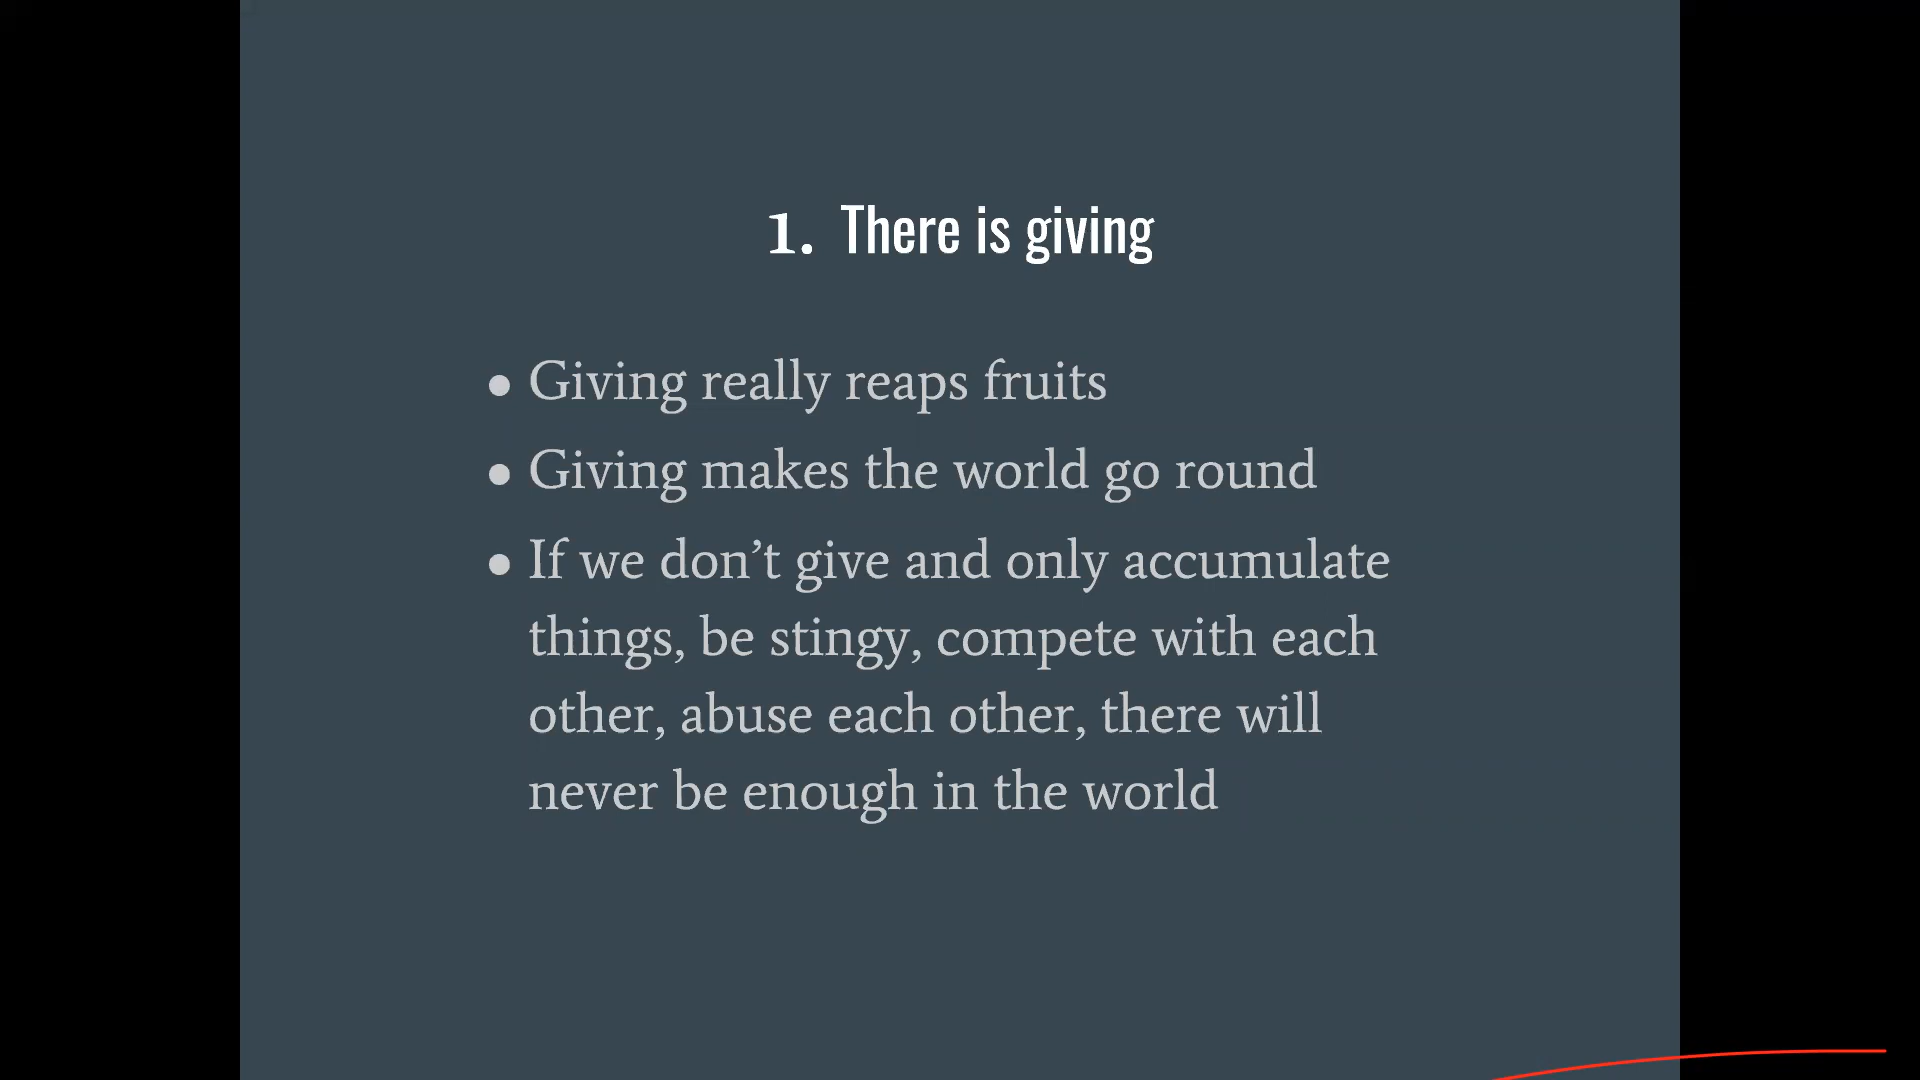 1. There is giving
● Giving really reaps fruits
● Giving makes the world go round
● If we don’t give and only accumulate
things, be stingy, compete with each
other, abuse each other, there will
never be enough in the world